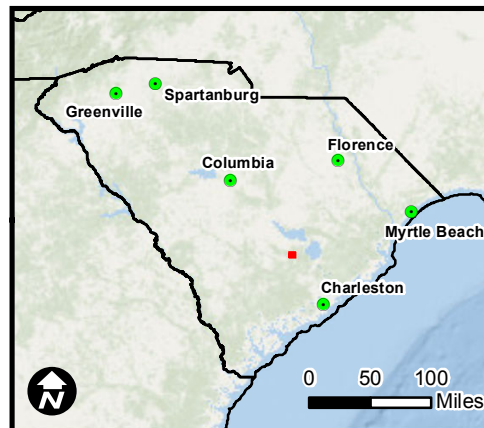 Spartanburg
Greenville
Florence
Columbia
Myrtle Beach
Charleston
N
0 50 100
Miles